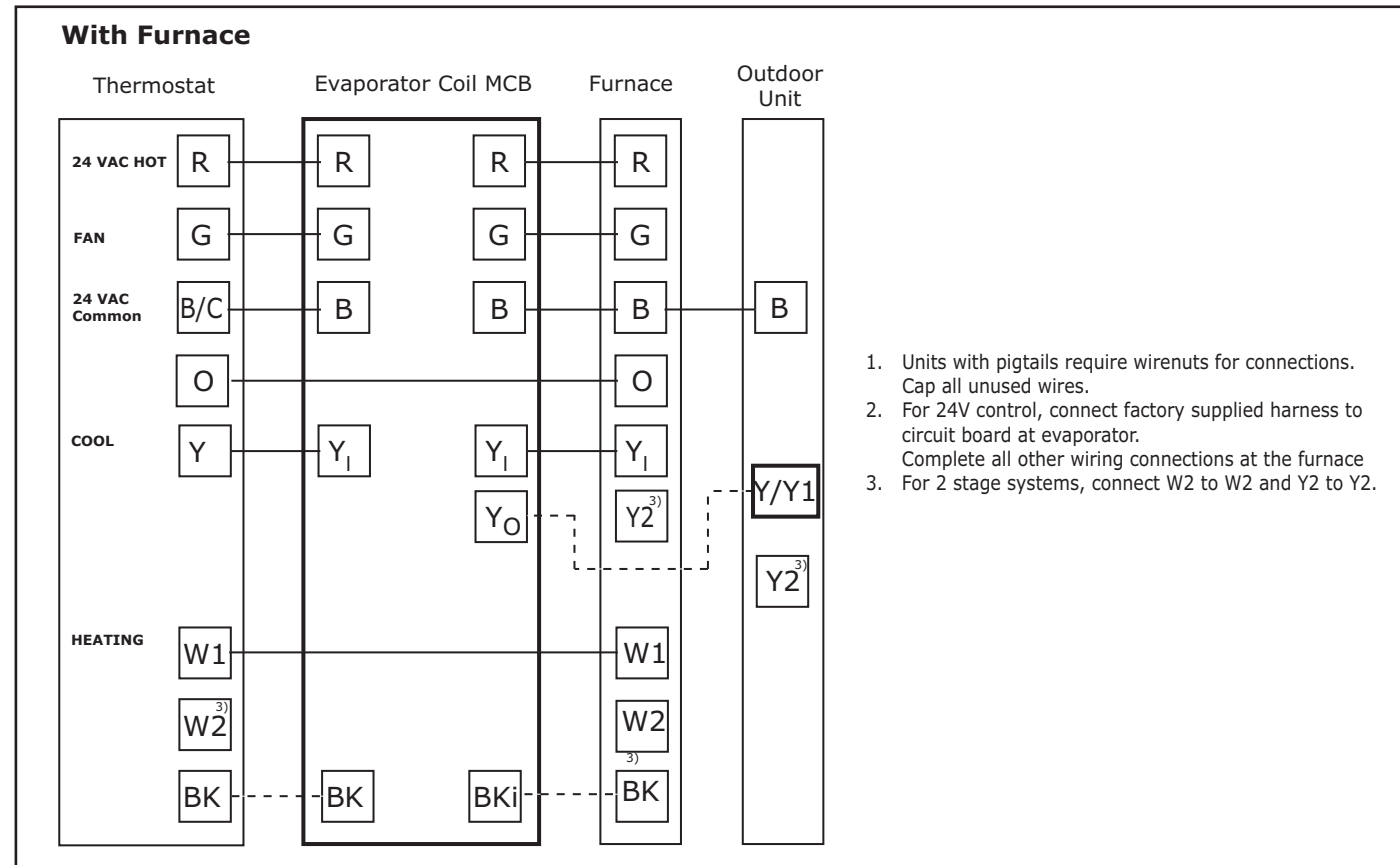 With Furnace
Thermostat Evaporator Coil MCB Furnace Outdoor
Unit
24 VAC HOT R R R R
FAN G G G G
24 VAC
Common B/C B B B B
O O
COOL Y YI YI YI
YO Y2 3) Y/Y1
Y2 3)
HEATING W1 W1
W2 3) W2 3)
BK BK BKi BK
1. Units with pigtails require wirenuts for connections.
Cap all unused wires.
2. For 24V control, connect factory supplied harness to
circuit board at evaporator.
Complete all other wiring connections at the furnace
3. For 2 stage systems, connect W2 to W2 and Y2 to Y2.